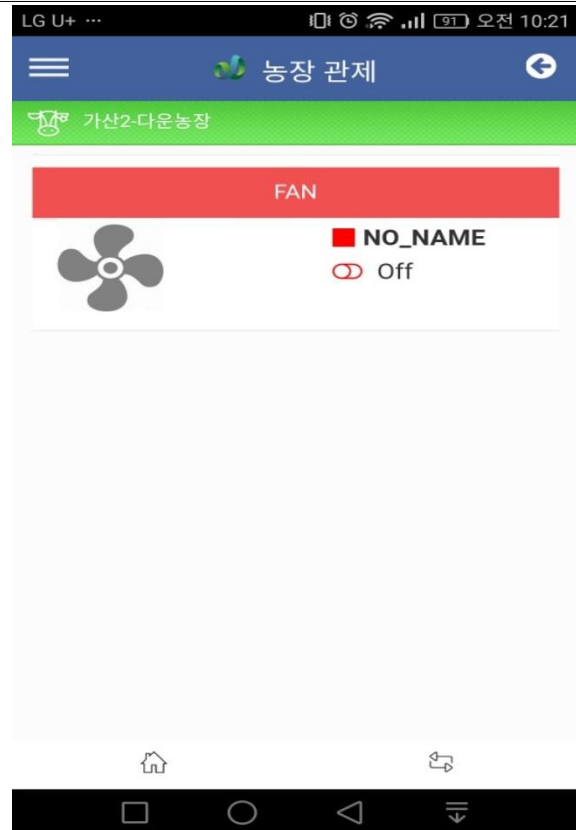 LG U+ ··· 91 오전 10:21
농장 관제
가산2-다운농장
FAN
NO_NAME
Off